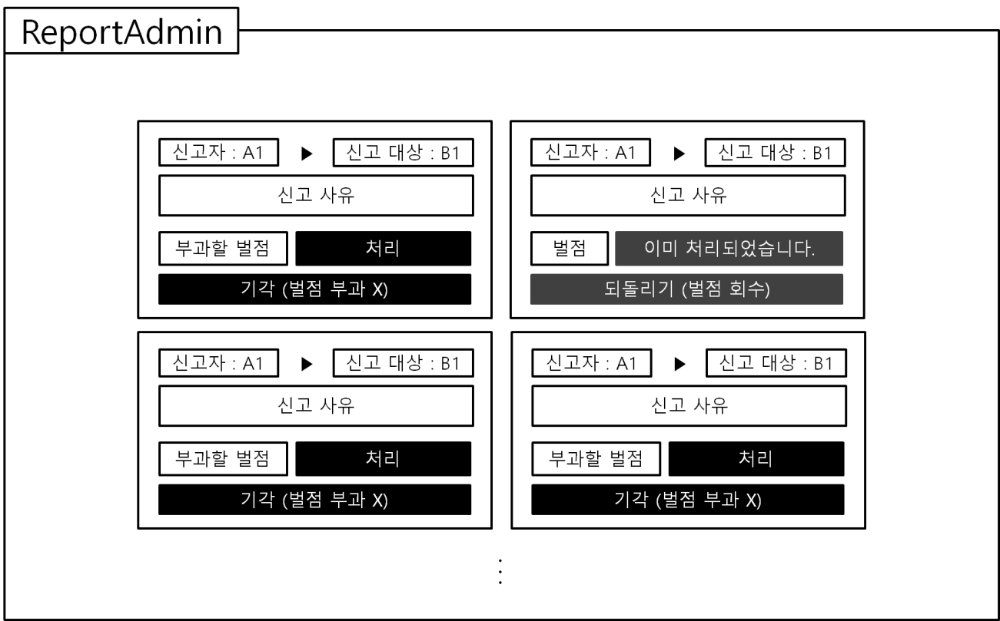 ReportAdmin
신고자 : A1 ▶ 신고 대상 : B1
신고 사유
부과할 벌점 처리
기각 (벌점 부과 X)
신고자 : A1 ▶ 신고 대상 : B1
신고 사유
벌점 이미 처리되었습니다.
되돌리기 (벌점 회수)
신고자 : A1 ▶ 신고 대상 : B1
신고 사유
부과할 벌점 처리
기각 (벌점 부과 X)
신고자 : A1 ▶ 신고 대상 : B1
신고 사유
부과할 벌점 처리
기각 (벌점 부과 X)
⋮